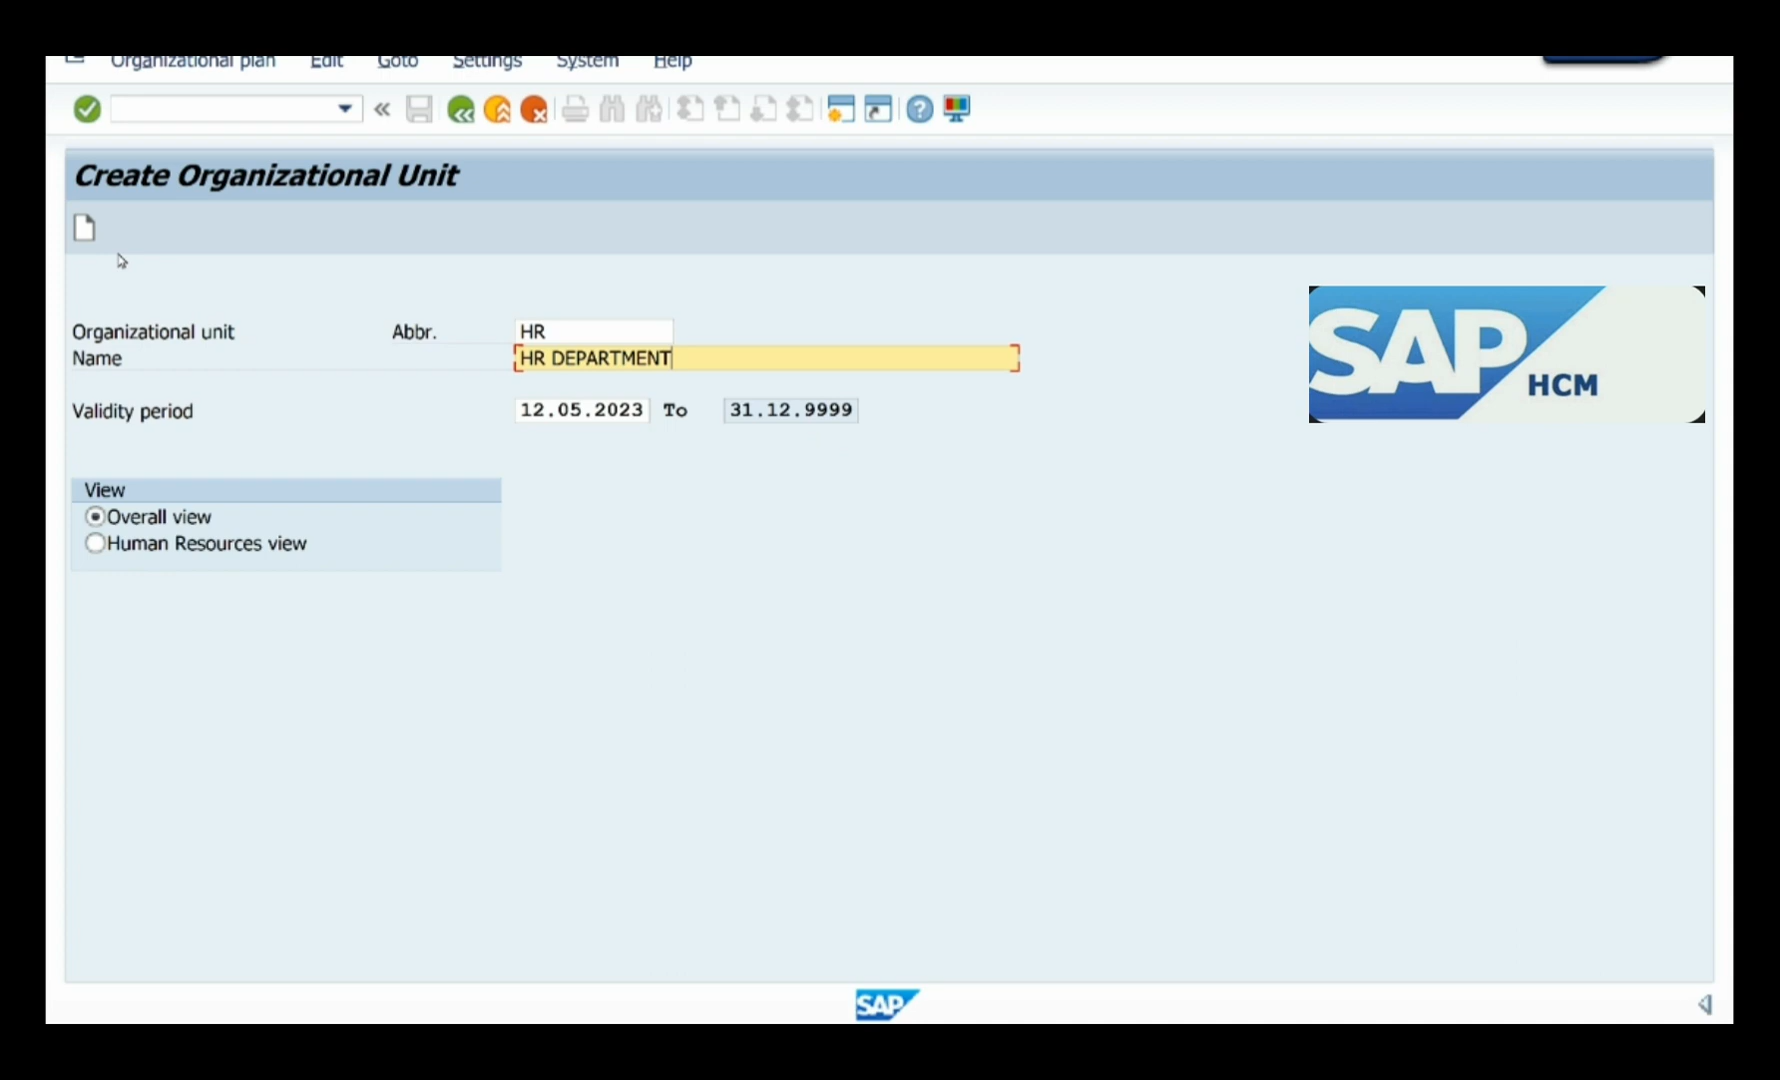 Organizational plan Edit Goto Settings System Help
Create Organizational Unit
Organizational unit Abbr. HR
Name HR DEPARTMENT
Validity period 12.05.2023 To 31.12.9999
View
Overall view
Human Resources view
SAP HCM
SAP